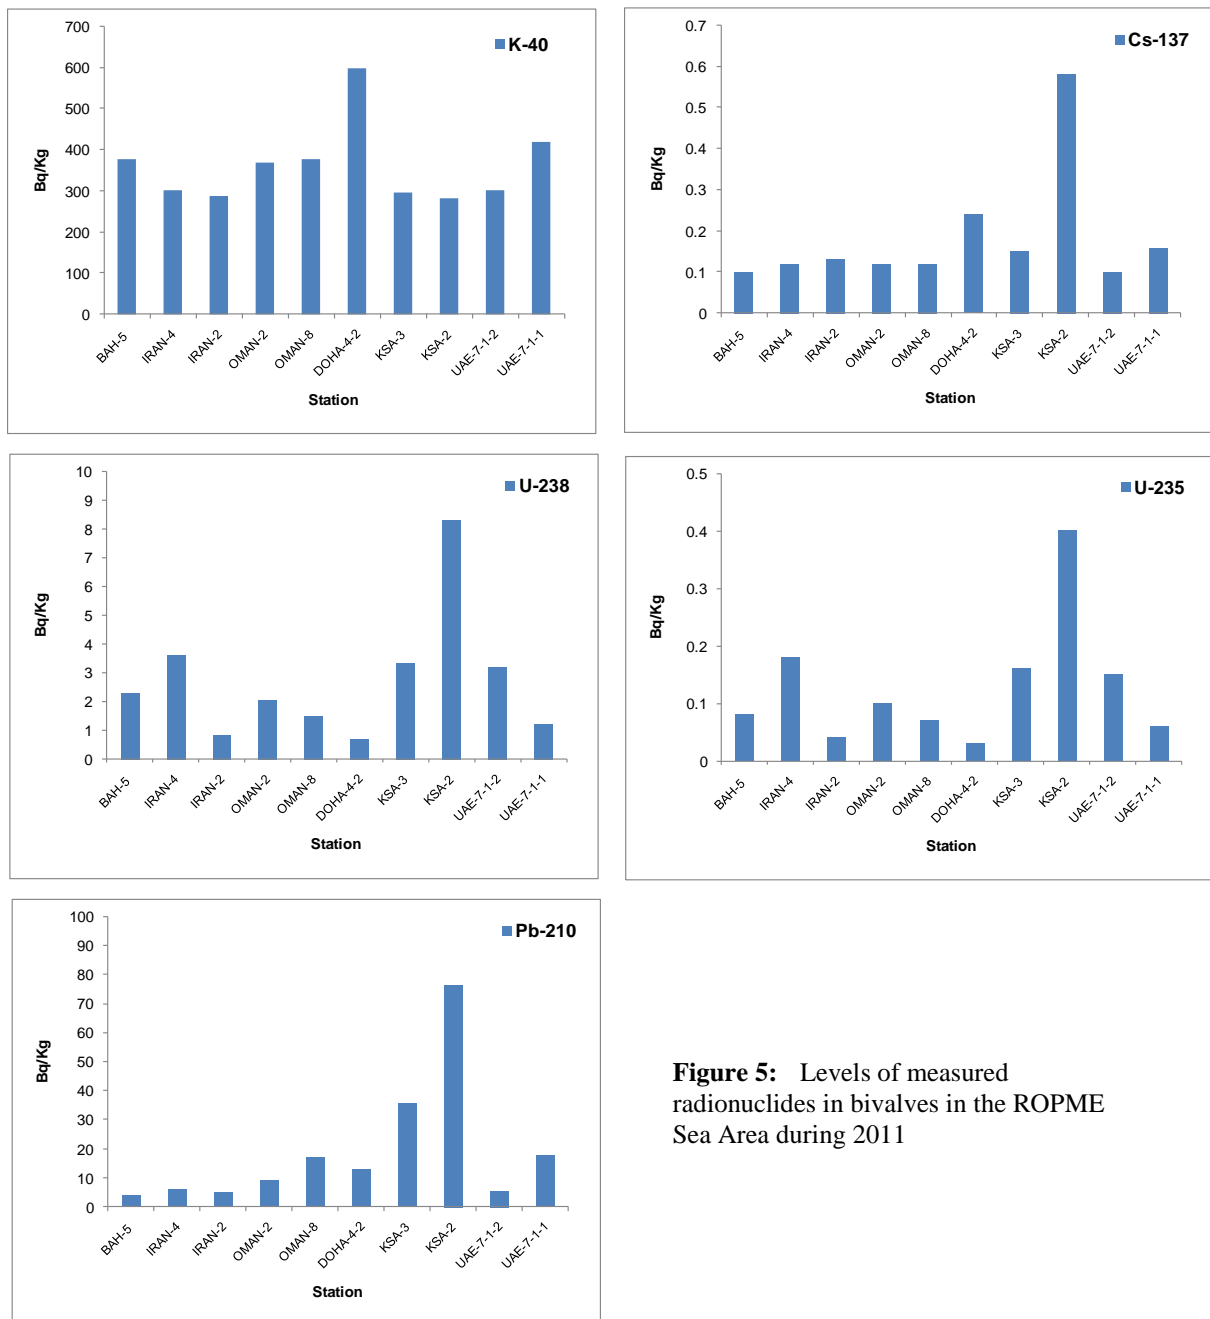 K-40
700
600
500
400
300
200
100
0
Bq/Kg
BAH-5
IRAN-4
IRAN-2
OMAN-2
OMAN-8
DOHA-4-2
KSA-3
KSA-2
UAE-7-1-2
UAE-7-1-1
Station
Cs-137
0.7
0.6
0.5
0.4
0.3
0.2
0.1
0
Bq/Kg
BAH-5
IRAN-4
IRAN-2
OMAN-2
OMAN-8
DOHA-4-2
KSA-3
KSA-2
UAE-7-1-2
UAE-7-1-1
Station
U-238
10
9
8
7
6
5
4
3
2
1
0
Bq/Kg
BAH-5
IRAN-4
IRAN-2
OMAN-2
OMAN-8
DOHA-4-2
KSA-3
KSA-2
UAE-7-1-2
UAE-7-1-1
Station
U-235
0.5
0.4
0.3
0.2
0.1
0
Bq/Kg
BAH-5
IRAN-4
IRAN-2
OMAN-2
OMAN-8
DOHA-4-2
KSA-3
KSA-2
UAE-7-1-2
UAE-7-1-1
Station
Pb-210
100
90
80
70
60
50
40
30
20
10
0
Bq/Kg
BAH-5
IRAN-4
IRAN-2
OMAN-2
OMAN-8
DOHA-4-2
KSA-3
KSA-2
UAE-7-1-2
UAE-7-1-1
Station
Figure 5: Levels of measured
radionuclides in bivalves in the ROPME
Sea Area during 2011